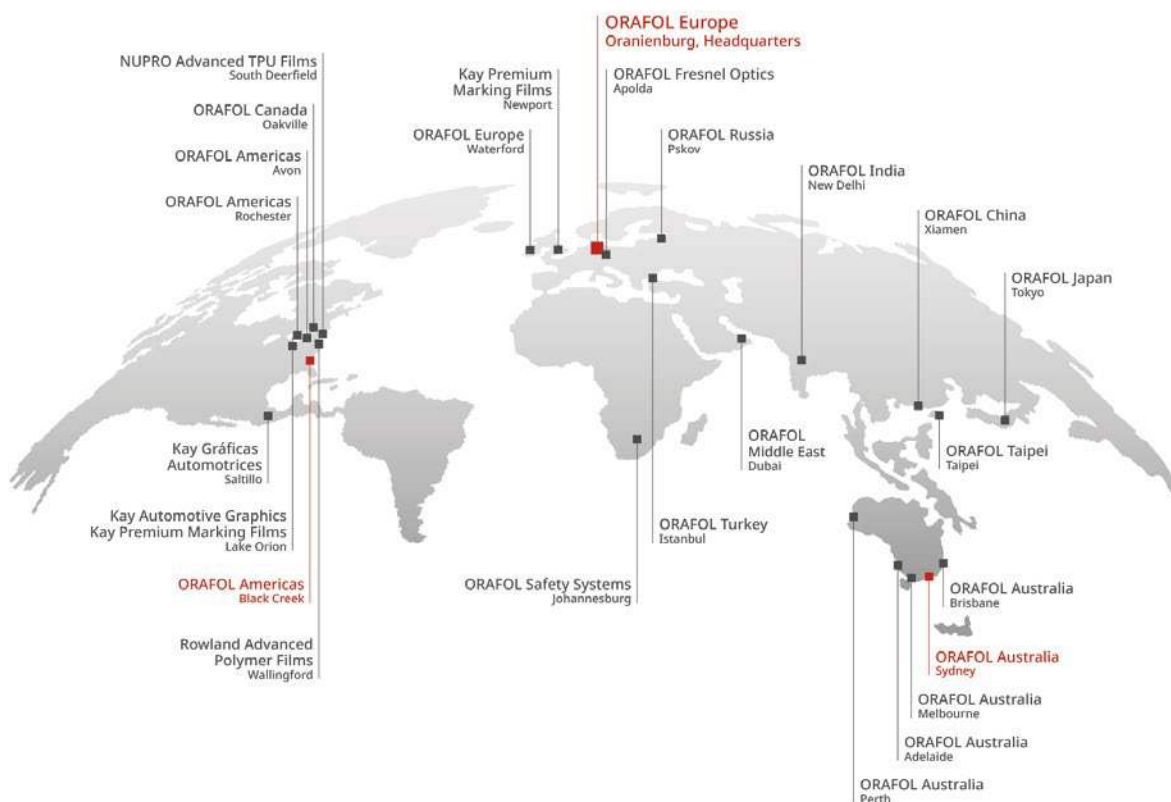 ORAFOL Europe
Oranienburg, Headquarters
NUPRO Advanced TPU Films
South Deerfield
Kay Premium
Marking Films
Newport
ORAFOL Fresnel Optics
Apolda
ORAFOL Canada
Oakville
ORAFOL Europe
Waterford
ORAFOL Russia
Pskov
ORAFOL Americas
Avon
ORAFOL India
New Delhi
ORAFOL Americas
Rochester
ORAFOL China
Xiamen
ORAFOL Japan
Tokyo
Kay Gráficas
Automotrices
Saltillo
ORAFOL
Middle East
Dubai
ORAFOL Taipei
Taipei
Kay Automotive Graphics
Kay Premium Marking Films
Lake Orion
ORAFOL Turkey
Istanbul
ORAFOL Americas
Black Creek
ORAFOL Safety Systems
Johannesburg
ORAFOL Australia
Brisbane
Rowland Advanced
Polymer Films
Wallingford
ORAFOL Australia
Sydney
ORAFOL Australia
Melbourne
ORAFOL Australia
Adelaide
ORAFOL Australia
Perth